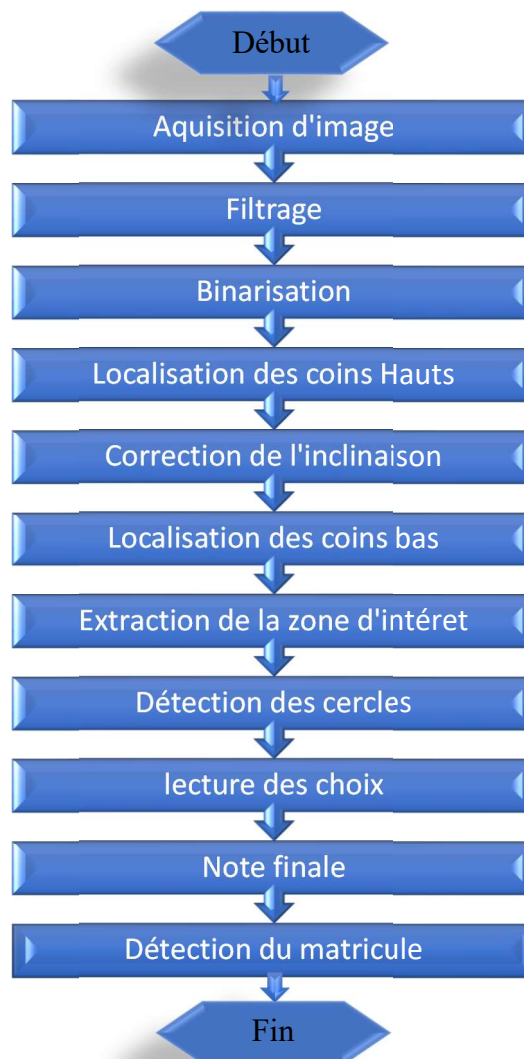 Début
Aquisition d'image
Filtrage
Binarisation
Localisation des coins Hauts
Correction de l'inclinaison
Localisation des coins bas
Extraction de la zone d'intéret
Détection des cercles
lecture des choix
Note finale
Détection du matricule
Fin